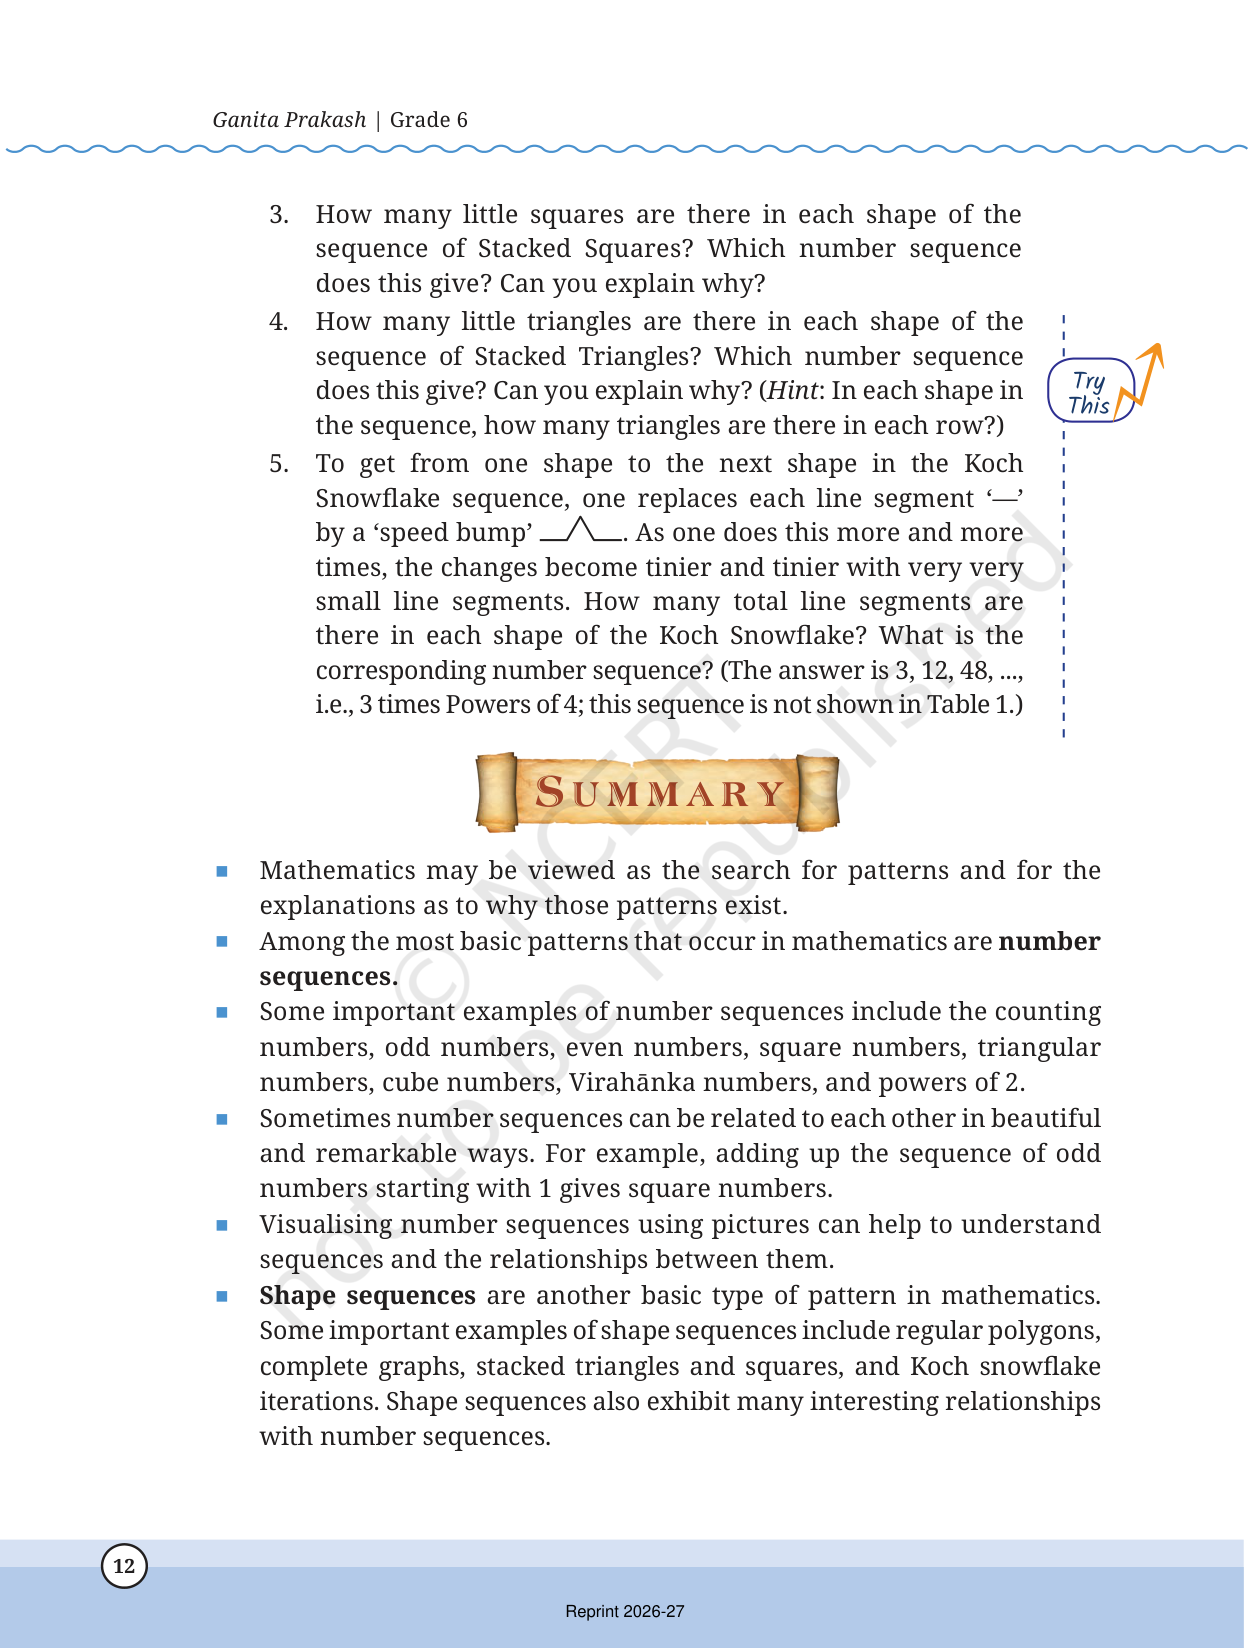 Ganita Prakash | Grade 6
3. How many little squares are there in each shape of the
sequence of Stacked Squares? Which number sequence
does this give? Can you explain why?
4. How many little triangles are there in each shape of the
sequence of Stacked Triangles? Which number sequence
does this give? Can you explain why? (Hint: In each shape in
the sequence, how many triangles are there in each row?)
Try
This
5. To get from one shape to the next shape in the Koch
Snowflake sequence, one replaces each line segment ‘—’
by a ‘speed bump’ . As one does this more and more
times, the changes become tinier and tinier with very very
small line segments. How many total line segments are
there in each shape of the Koch Snowflake? What is the
corresponding number sequence? (The answer is 3, 12, 48, ...,
i.e., 3 times Powers of 4; this sequence is not shown in Table 1.)
SUMMARY
Mathematics may be viewed as the search for patterns and for the
explanations as to why those patterns exist.
Among the most basic patterns that occur in mathematics are number
sequences.
Some important examples of number sequences include the counting
numbers, odd numbers, even numbers, square numbers, triangular
numbers, cube numbers, Virahānka numbers, and powers of 2.
Sometimes number sequences can be related to each other in beautiful
and remarkable ways. For example, adding up the sequence of odd
numbers starting with 1 gives square numbers.
Visualising number sequences using pictures can help to understand
sequences and the relationships between them.
Shape sequences are another basic type of pattern in mathematics.
Some important examples of shape sequences include regular polygons,
complete graphs, stacked triangles and squares, and Koch snowflake
iterations. Shape sequences also exhibit many interesting relationships
with number sequences.
© NCERT
not to be republished
12
Reprint 2026-27